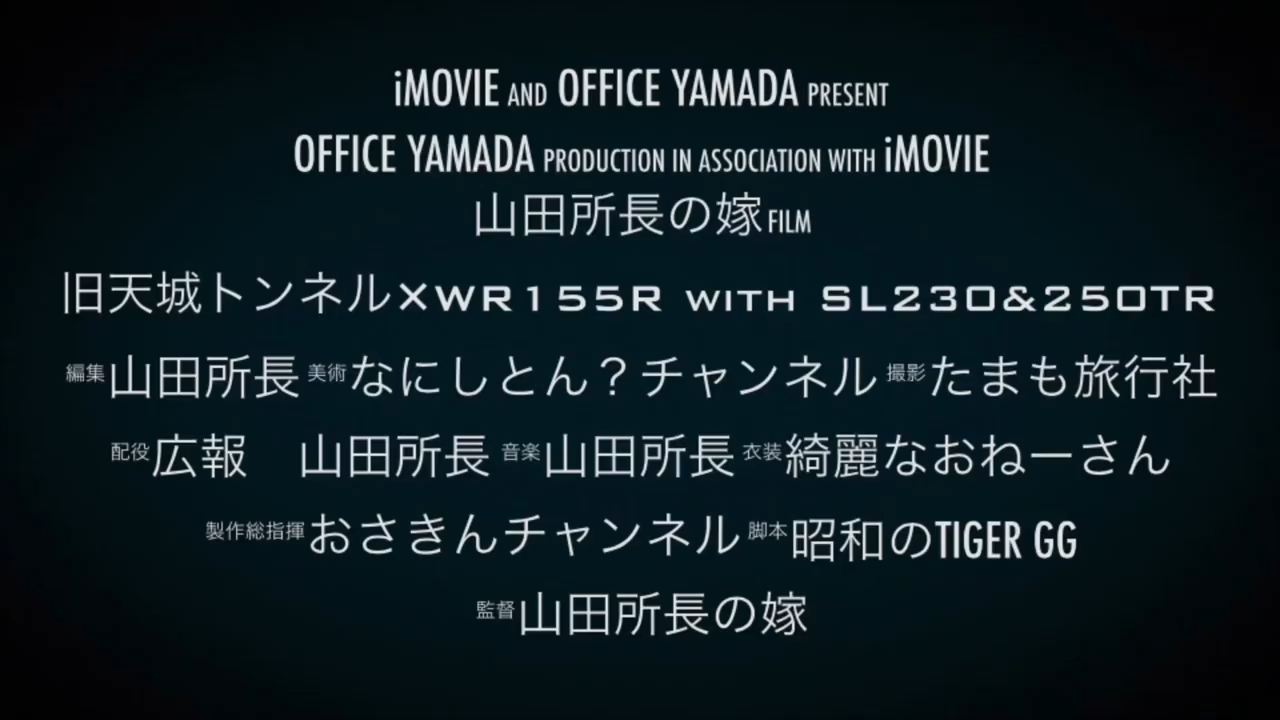 iMOVIE AND OFFICE YAMADA PRESENT
OFFICE YAMADA PRODUCTION IN ASSOCIATION WITH iMOVIE
山田所長の嫁 FILM
旧天城トンネル×WR155R WITH SL230&250TR
編集 山田所長 美術 なにしとん？チャンネル 撮影 たまも旅行社
配役 広報　山田所長 音楽 山田所長 衣装 綺麗なおねーさん
製作総指揮 おさきんチャンネル 脚本 昭和のTIGER GG
監督 山田所長の嫁